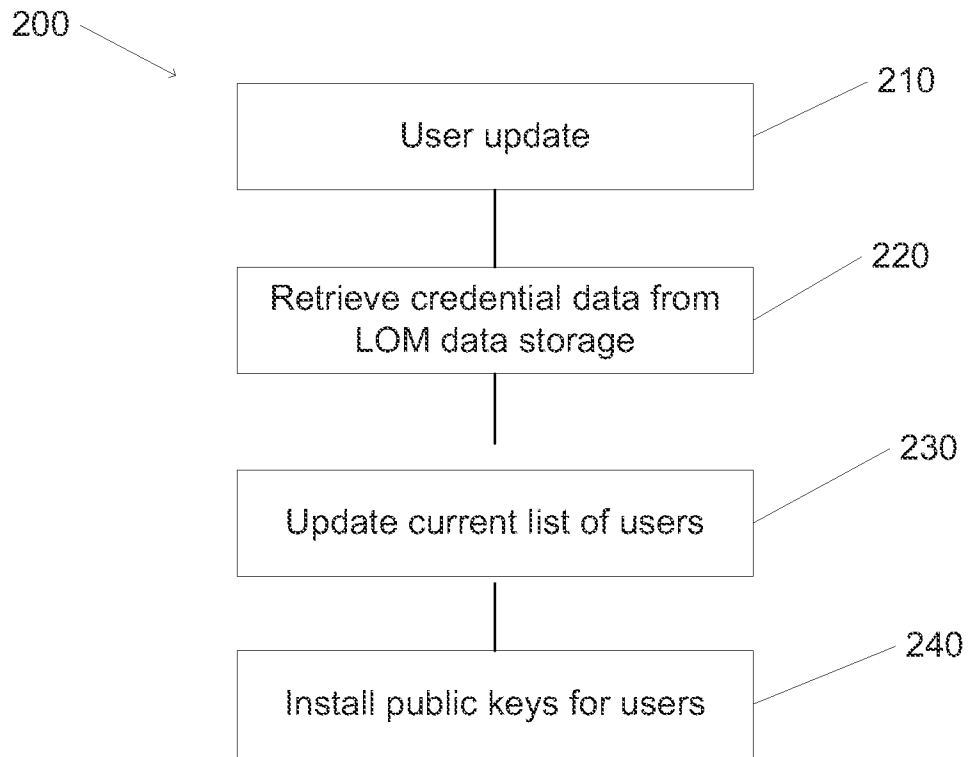 200
210
User update
220
Retrieve credential data from
LOM data storage
230
Update current list of users
240
Install public keys for users